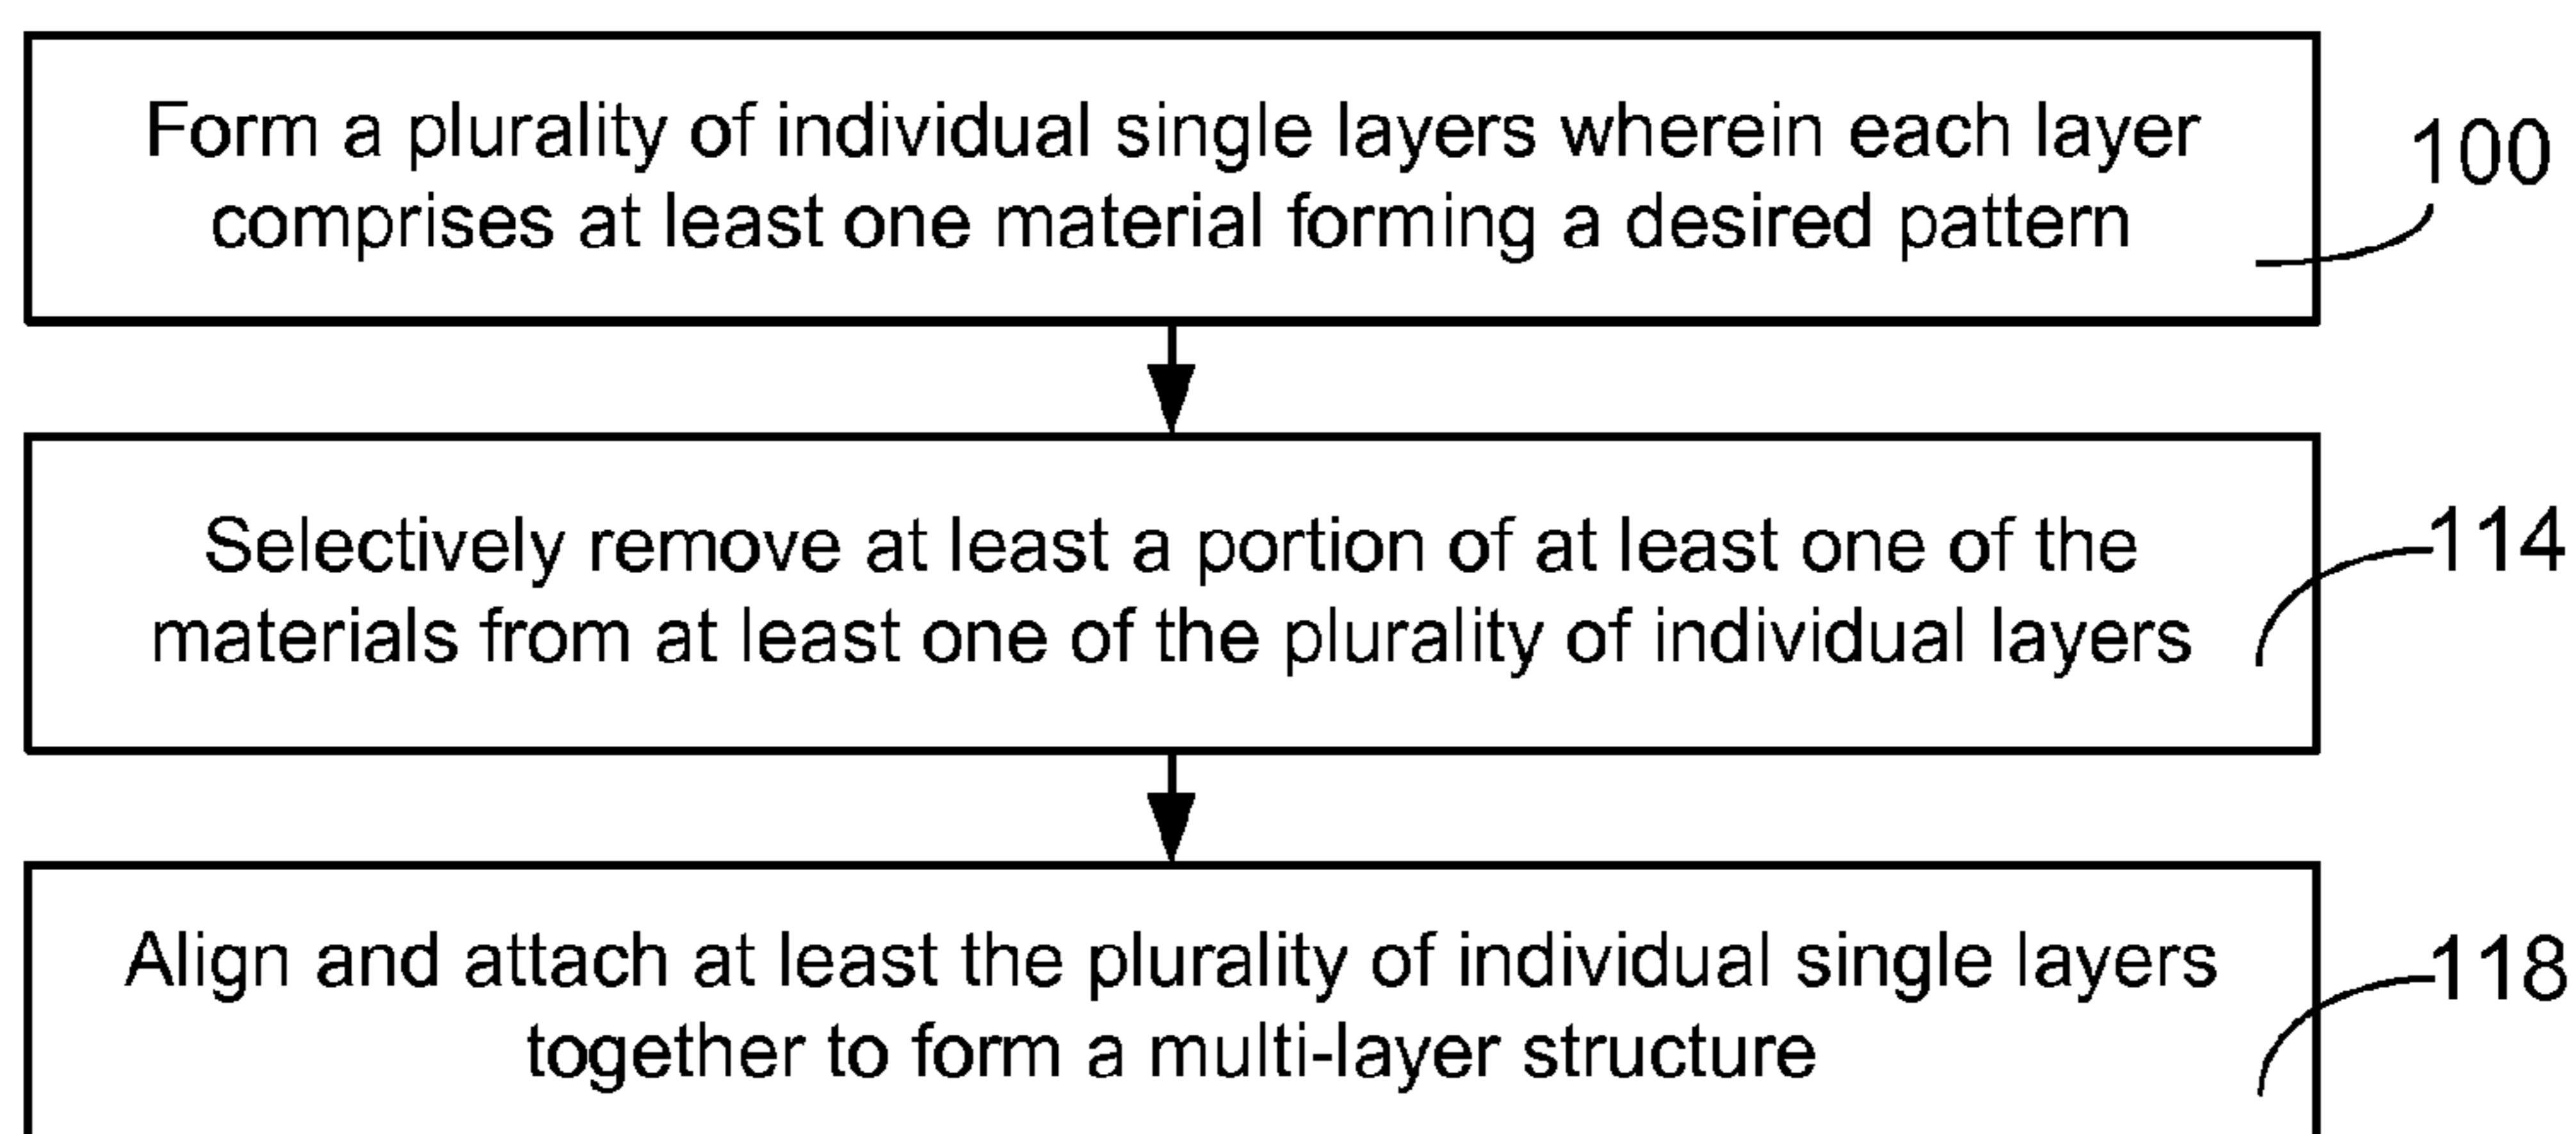 Form a plurality of individual single layers wherein each layer
comprises at least one material forming a desired pattern
100
Selectively remove at least a portion of at least one of the
materials from at least one of the plurality of individual layers
114
Align and attach at least the plurality of individual single layers
together to form a multi-layer structure
118